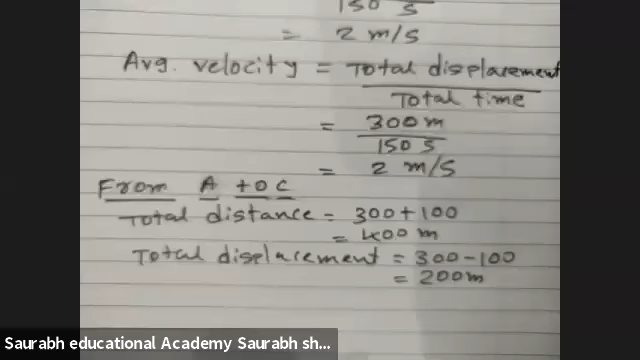 150 s
= 2 m/s
Avg. velocity = Total displacement
Total time
= 300 m
150 s
= 2 m/s
From A to C
Total distance = 300+100
= 400 m
Total displacement = 300-100
= 200m
Saurabh educational Academy Saurabh sh...